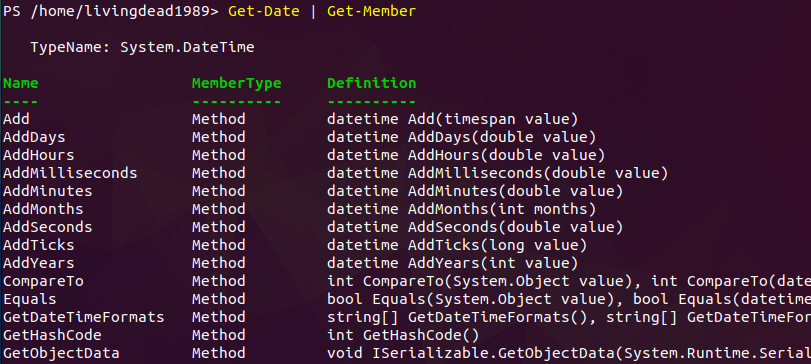 PS /home/livingdead1989> Get-Date | Get-Member
TypeName: System.DateTime
Name MemberType Definition
---- ---------- ----------
Add Method datetime Add(timespan value)
AddDays Method datetime AddDays(double value)
AddHours Method datetime AddHours(double value)
AddMilliseconds Method datetime AddMilliseconds(double value)
AddMinutes Method datetime AddMinutes(double value)
AddMonths Method datetime AddMonths(int months)
AddSeconds Method datetime AddSeconds(double value)
AddTicks Method datetime AddTicks(long value)
AddYears Method datetime AddYears(int value)
CompareTo Method int CompareTo(System.Object value), int CompareTo(date
Equals Method bool Equals(System.Object value), bool Equals(datetime
GetDateTimeFormats Method string[] GetDateTimeFormats(), string[] GetDateTimeFor
GetHashCode Method int GetHashCode()
GetObjectData Method void ISerializable.GetObjectData(System.Runtime.Serial